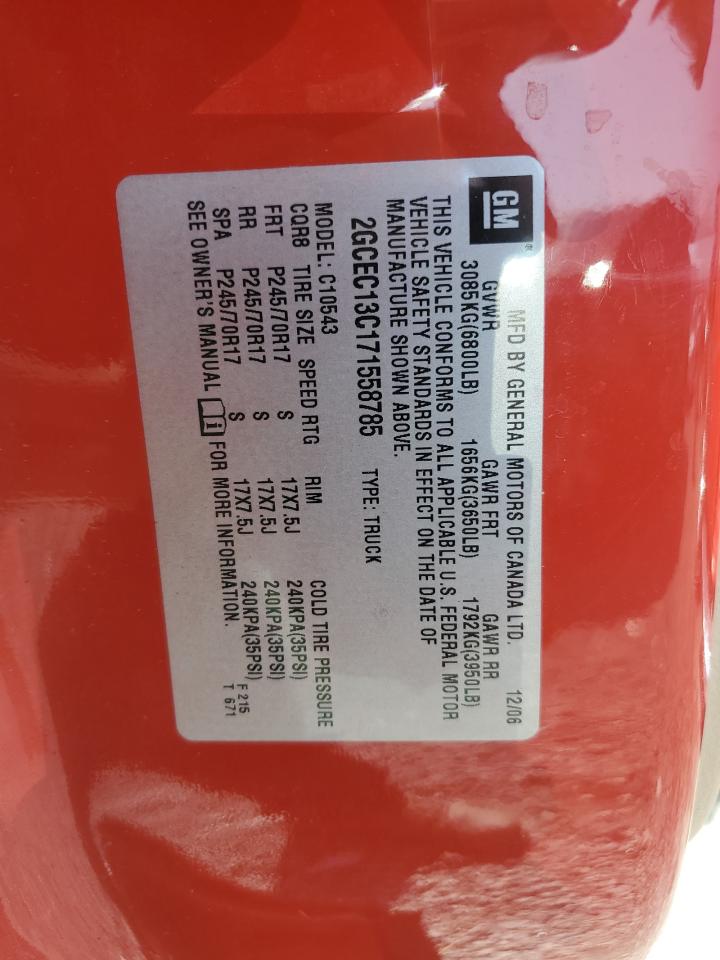 GM®
MFD BY GENERAL MOTORS OF CANADA LTD. 12/06
GVWR GAWR FRT GAWR RR
3085KG(6800LB) 1656KG(3650LB) 1792KG(3950LB)
THIS VEHICLE CONFORMS TO ALL APPLICABLE U.S. FEDERAL MOTOR
VEHICLE SAFETY STANDARDS IN EFFECT ON THE DATE OF
MANUFACTURE SHOWN ABOVE.
2GCEC13C171558785 TYPE: TRUCK
MODEL: C10543
CQR8 TIRE SIZE SPEED RTG RIM COLD TIRE PRESSURE
FRT P245/70R17 S 17X7.5J 240KPA(35PSI)
RR P245/70R17 S 17X7.5J 240KPA(35PSI)
SPA P245/70R17 S 17X7.5J 240KPA(35PSI)
SEE OWNER'S MANUAL i FOR MORE INFORMATION.
F 215
T 671